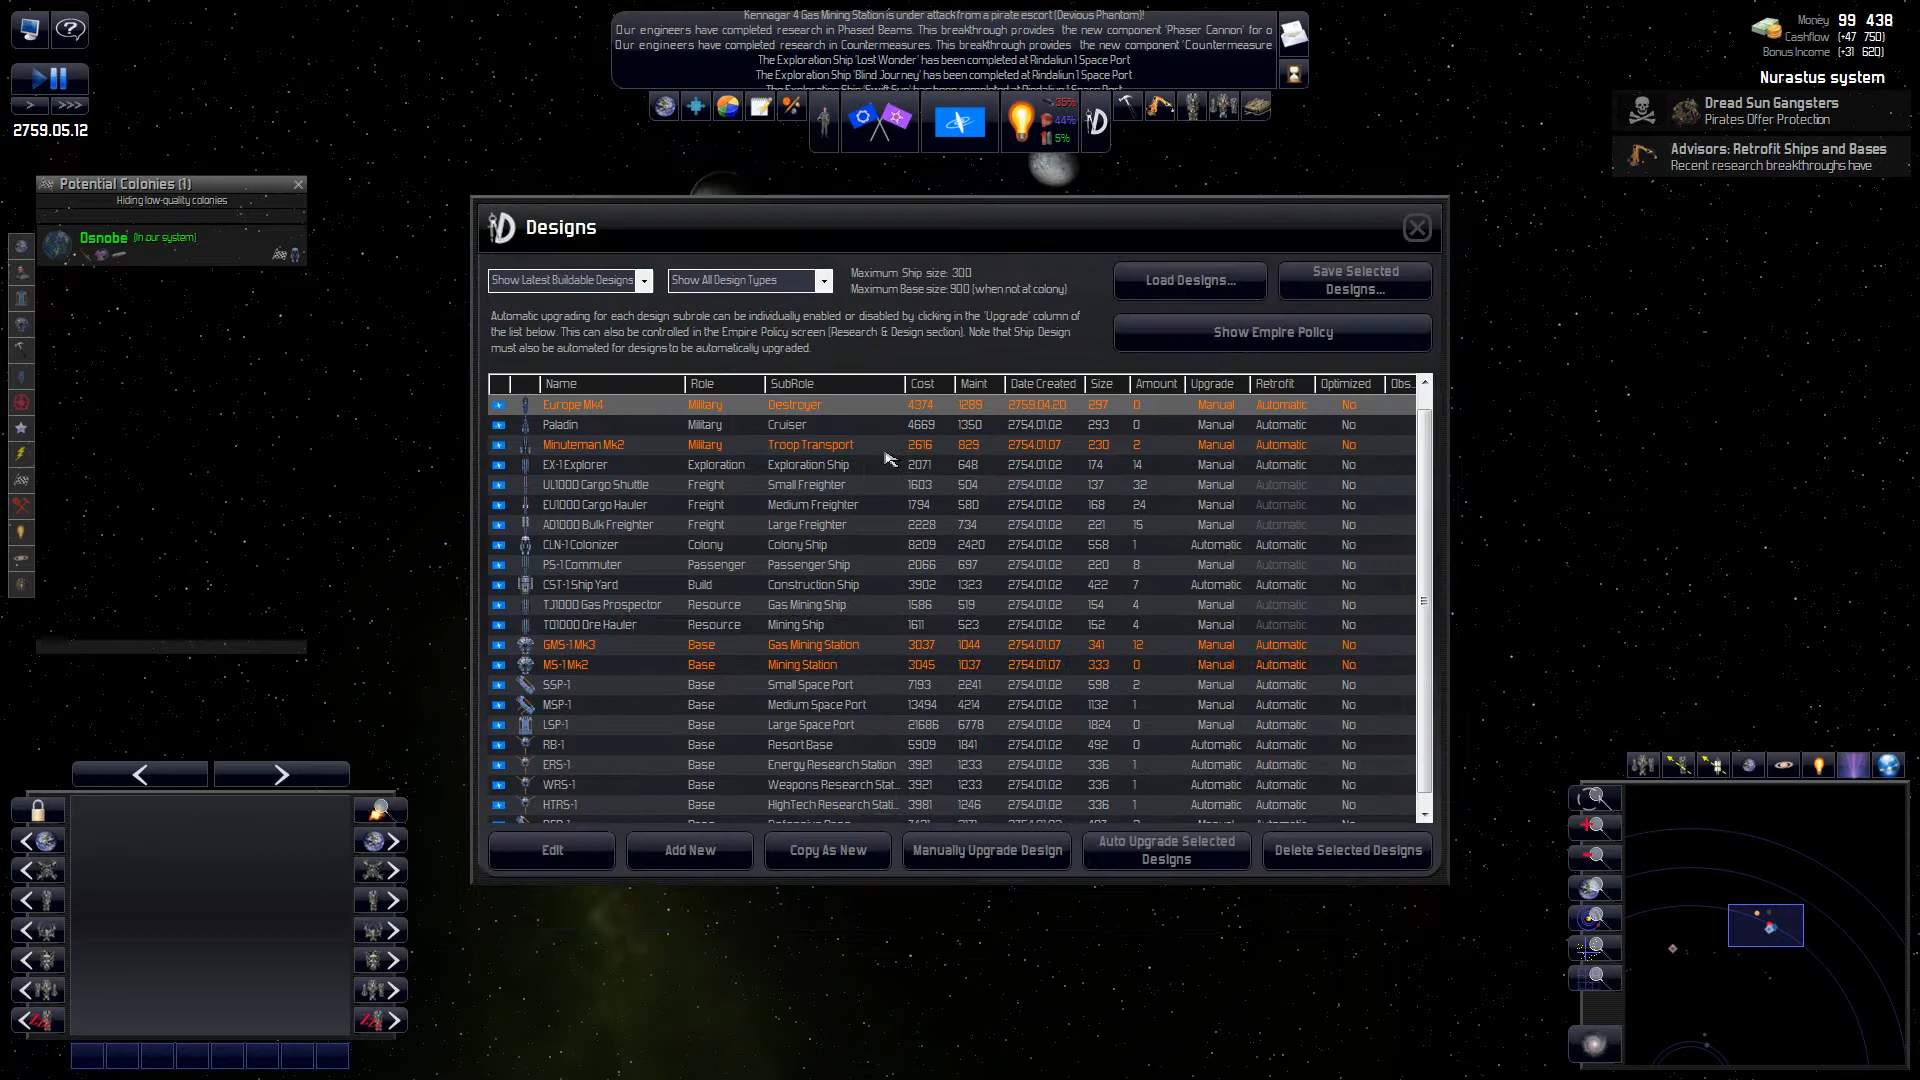 Kennagar 4 Gas Mining Station is under attack from a pirate escort (Devious Phantom)!
Our engineers have completed research in Phased Beams. This breakthrough provides the new component 'Phaser Cannon' for o
Our engineers have completed research in Countermeasures. This breakthrough provides the new component 'Countermeasure
The Exploration Ship 'Lost Wonder' has been completed at Rindaliun 1 Space Port
The Exploration Ship 'Blind Journey' has been completed at Rindaliun 1 Space Port
The Exploration Ship 'Swift Sun' has been completed at Rindaliun 1 Space Port
Money 99 438
Cashflow (+47 750)
Bonus Income (+31 620)
Nurastus system
Dread Sun Gangsters
Pirates Offer Protection
Advisors: Retrofit Ships and Bases
Recent research breakthroughs have
> >>>
2759.05.12
35%
44%
5%
Potential Colonies (1)
Hiding low-quality colonies
Osnobe (In our system)
Designs
Show Latest Buildable Designs
Show All Design Types
Maximum Ship size: 300
Maximum Base size: 900 (when not at colony)
Load Designs...
Save Selected
Designs...
Automatic upgrading for each design subrole can be individually enabled or disabled by clicking in the 'Upgrade' column of
the list below. This can also be controlled in the Empire Policy screen (Research & Design section). Note that Ship Design
must also be automated for designs to be automatically upgraded.
Show Empire Policy
Name Role SubRole Cost Maint Date Created Size Amount Upgrade Retrofit Optimized Obs...
Europe Mk4 Military Destroyer 4374 1289 2759.04.20 297 0 Manual Automatic No
Paladin Military Cruiser 4669 1350 2754.01.02 293 0 Manual Automatic No
Minuteman Mk2 Military Troop Transport 2616 829 2754.01.07 230 2 Manual Automatic No
EX-1 Explorer Exploration Exploration Ship 2071 648 2754.01.02 174 14 Manual Automatic No
UL1000 Cargo Shuttle Freight Small Freighter 1603 504 2754.01.02 137 32 Manual Automatic No
EU1000 Cargo Hauler Freight Medium Freighter 1794 580 2754.01.02 168 24 Manual Automatic No
AD1000 Bulk Freighter Freight Large Freighter 2228 734 2754.01.02 221 15 Manual Automatic No
CLN-1 Colonizer Colony Colony Ship 8209 2420 2754.01.02 558 1 Automatic Automatic No
PS-1 Commuter Passenger Passenger Ship 2066 697 2754.01.02 220 8 Manual Automatic No
CST-1 Ship Yard Build Construction Ship 3902 1323 2754.01.02 422 7 Automatic Automatic No
TJ1000 Gas Prospector Resource Gas Mining Ship 1586 519 2754.01.02 154 4 Manual Automatic No
TO1000 Ore Hauler Resource Mining Ship 1611 523 2754.01.02 152 4 Manual Automatic No
GMS-1 Mk3 Base Gas Mining Station 3037 1044 2754.01.07 341 12 Manual Automatic No
MS-1 Mk2 Base Mining Station 3045 1037 2754.01.07 333 0 Manual Automatic No
SSP-1 Base Small Space Port 7193 2241 2754.01.02 598 2 Manual Automatic No
MSP-1 Base Medium Space Port 13494 4214 2754.01.02 1132 1 Manual Automatic No
LSP-1 Base Large Space Port 21686 6778 2754.01.02 1824 0 Manual Automatic No
RB-1 Base Resort Base 5909 1841 2754.01.02 492 0 Automatic Automatic No
ERS-1 Base Energy Research Station 3921 1233 2754.01.02 336 1 Automatic Automatic No
WRS-1 Base Weapons Research Stat... 3921 1233 2754.01.02 336 1 Automatic Automatic No
HTRS-1 Base HighTech Research Stati... 3981 1246 2754.01.02 336 1 Automatic Automatic No
Edit
Add New
Copy As New
Manually Upgrade Design
Auto Upgrade Selected
Designs
Delete Selected Designs